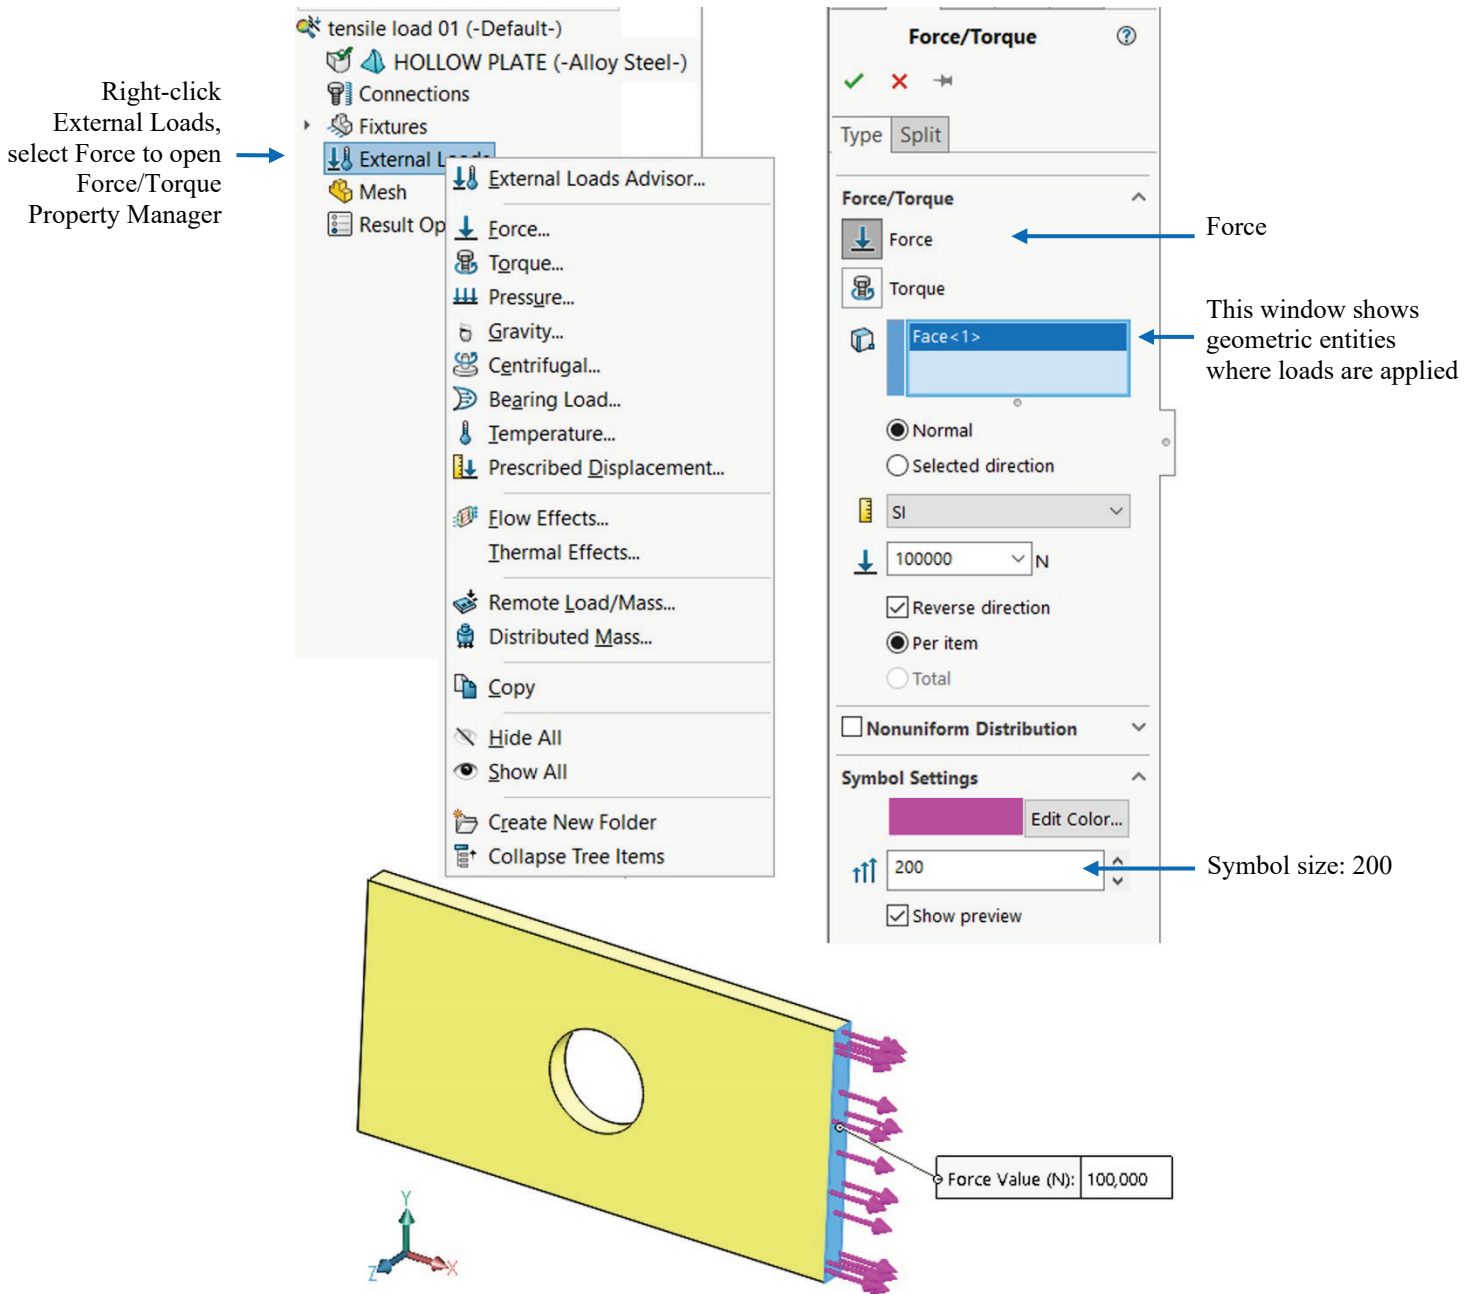 Right-click
External Loads,
select Force to open
Force/Torque
Property Manager
tensile load 01 (-Default-)
HOLLOW PLATE (-Alloy Steel-)
Connections
Fixtures
External Loads
Mesh
Result Op
External Loads Advisor...
Force...
Torque...
Pressure...
Gravity...
Centrifugal...
Bearing Load...
Temperature...
Prescribed Displacement...
Flow Effects...
Thermal Effects...
Remote Load/Mass...
Distributed Mass...
Copy
Hide All
Show All
Create New Folder
Collapse Tree Items
Force/Torque ?
Type Split
Force/Torque
Force
Torque
Face<1>
Normal
Selected direction
SI
100000 N
Reverse direction
Per item
Total
Nonuniform Distribution
Symbol Settings
Edit Color...
200
Show preview
Force
This window shows
geometric entities
where loads are applied
Symbol size: 200
Force Value (N): 100,000
Y
Z X